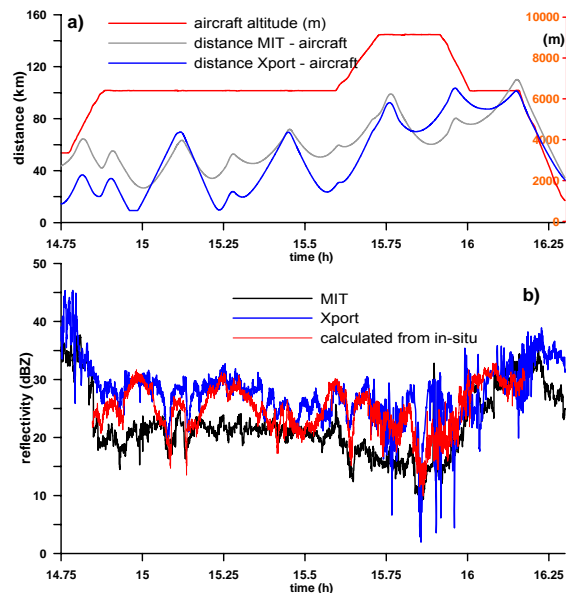 a)
aircraft altitude (m)
distance MIT - aircraft
distance Xport - aircraft
(m)
distance (km)
160
120
80
40
0
10000
8000
6000
4000
2000
0
14.75 15 15.25 15.5 15.75 16 16.25
time (h)
b)
MIT
Xport
calculated from in-situ
reflectivity (dBZ)
50
40
30
20
10
0
14.75 15 15.25 15.5 15.75 16 16.25
time (h)